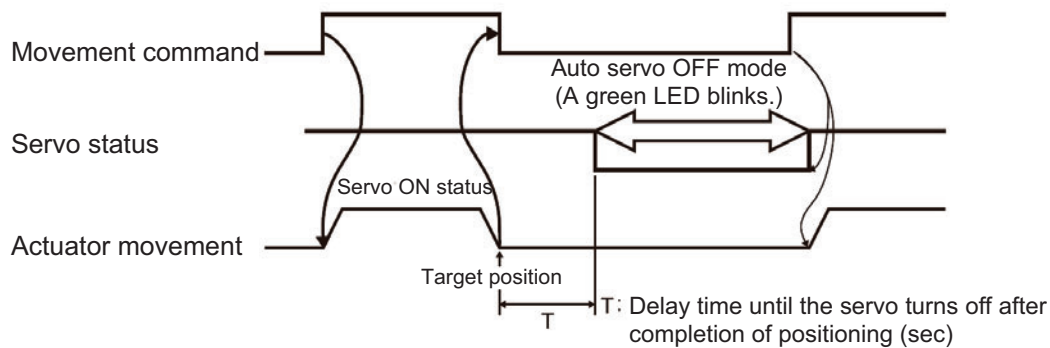 Movement command
Auto servo OFF mode
(A green LED blinks.)
Servo status
Servo ON status
Actuator movement
Target position
T
T: Delay time until the servo turns off after
completion of positioning (sec)